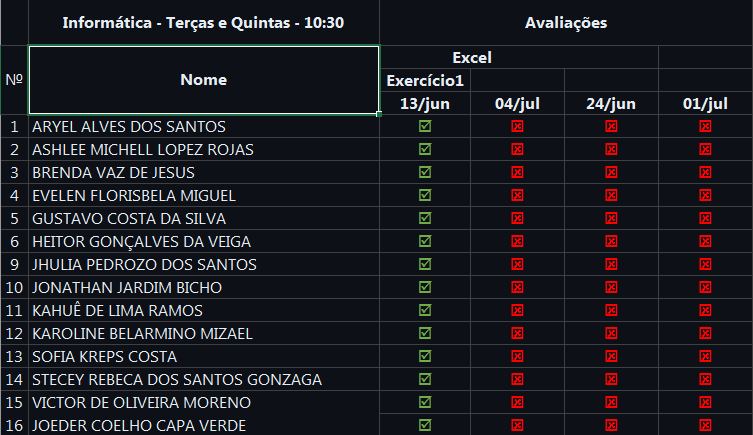 Informática - Terças e Quintas - 10:30 Avaliações
Excel
Nº Nome Exercício1
13/jun 04/jul 24/jun 01/jul
1 ARYEL ALVES DOS SANTOS
2 ASHLEE MICHELL LOPEZ ROJAS
3 BRENDA VAZ DE JESUS
4 EVELEN FLORISBELA MIGUEL
5 GUSTAVO COSTA DA SILVA
6 HEITOR GONÇALVES DA VEIGA
9 JHULIA PEDROZO DOS SANTOS
10 JONATHAN JARDIM BICHO
11 KAHUÊ DE LIMA RAMOS
12 KAROLINE BELARMINO MIZAEL
13 SOFIA KREPS COSTA
14 STECEY REBECA DOS SANTOS GONZAGA
15 VICTOR DE OLIVEIRA MORENO
16 JOEDER COELHO CAPA VERDE